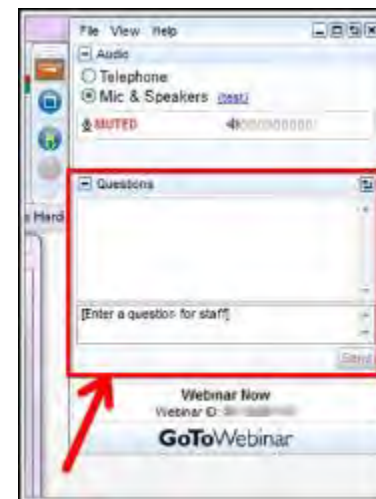 File View Help
Audio
Telephone
Mic & Speakers (test)
MUTED
Questions
s Hardi
[Enter a question for staff]
Send
Webinar Now
Webinar ID:
GoToWebinar